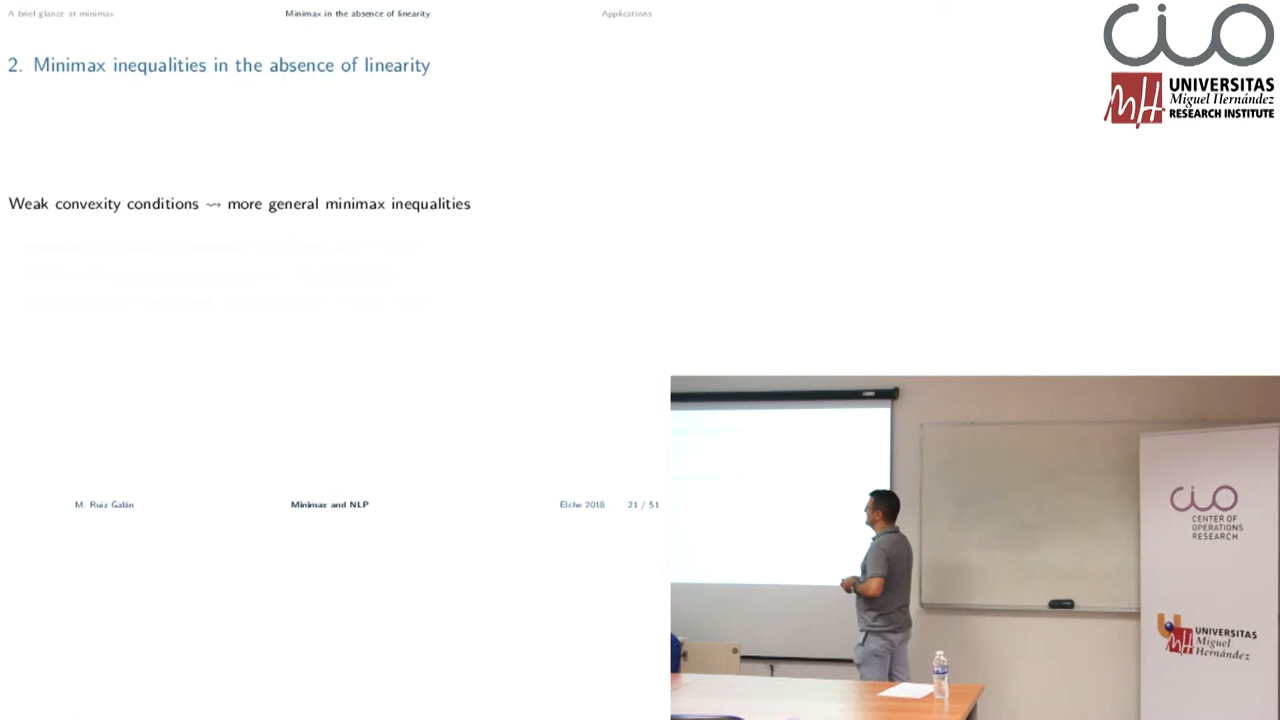 A brief glance at minimax
Minimax in the absence of linearity
Applications
2. Minimax inequalities in the absence of linearity
Weak convexity conditions ⇝ more general minimax inequalities
M. Ruiz Galán
Minimax and NLP
Elche 2018
21 / 51
cio
UNIVERSITAS
Miguel Hernández
RESEARCH INSTITUTE
cio
CENTER OF
OPERATIONS
RESEARCH
UNIVERSITAS
Miguel
Hernández